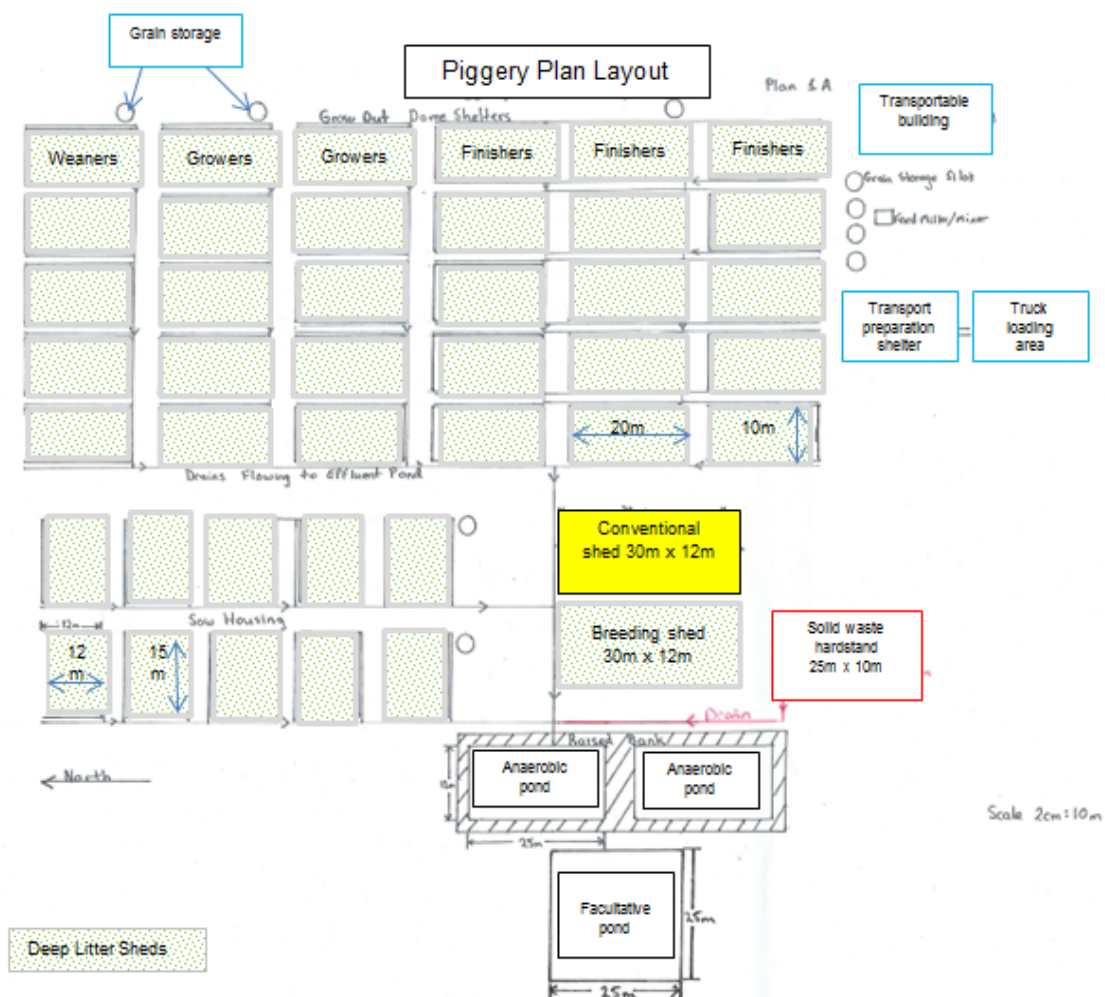 Grain storage
Piggery Plan Layout
Plan 1 A
Transportable
building
Grow Out Dome Shelters
Weaners
Growers
Growers
Finishers
Finishers
Finishers
Grain Storage Silos
Feed Mill/mixer
Transport
preparation
shelter
=
Truck
loading
area
20m
10m
Drains Flowing to Effluent Pond
Conventional
shed 30m x 12m
Sow Housing
12m
12
m
15
m
Breeding shed
30m x 12m
Solid waste
hardstand
25m x 10m
Drain
Raised Bank
North
Anaerobic
pond
Anaerobic
pond
25m
Scale 2cm:10m
Facultative
pond
25m
25m
Deep Litter Sheds